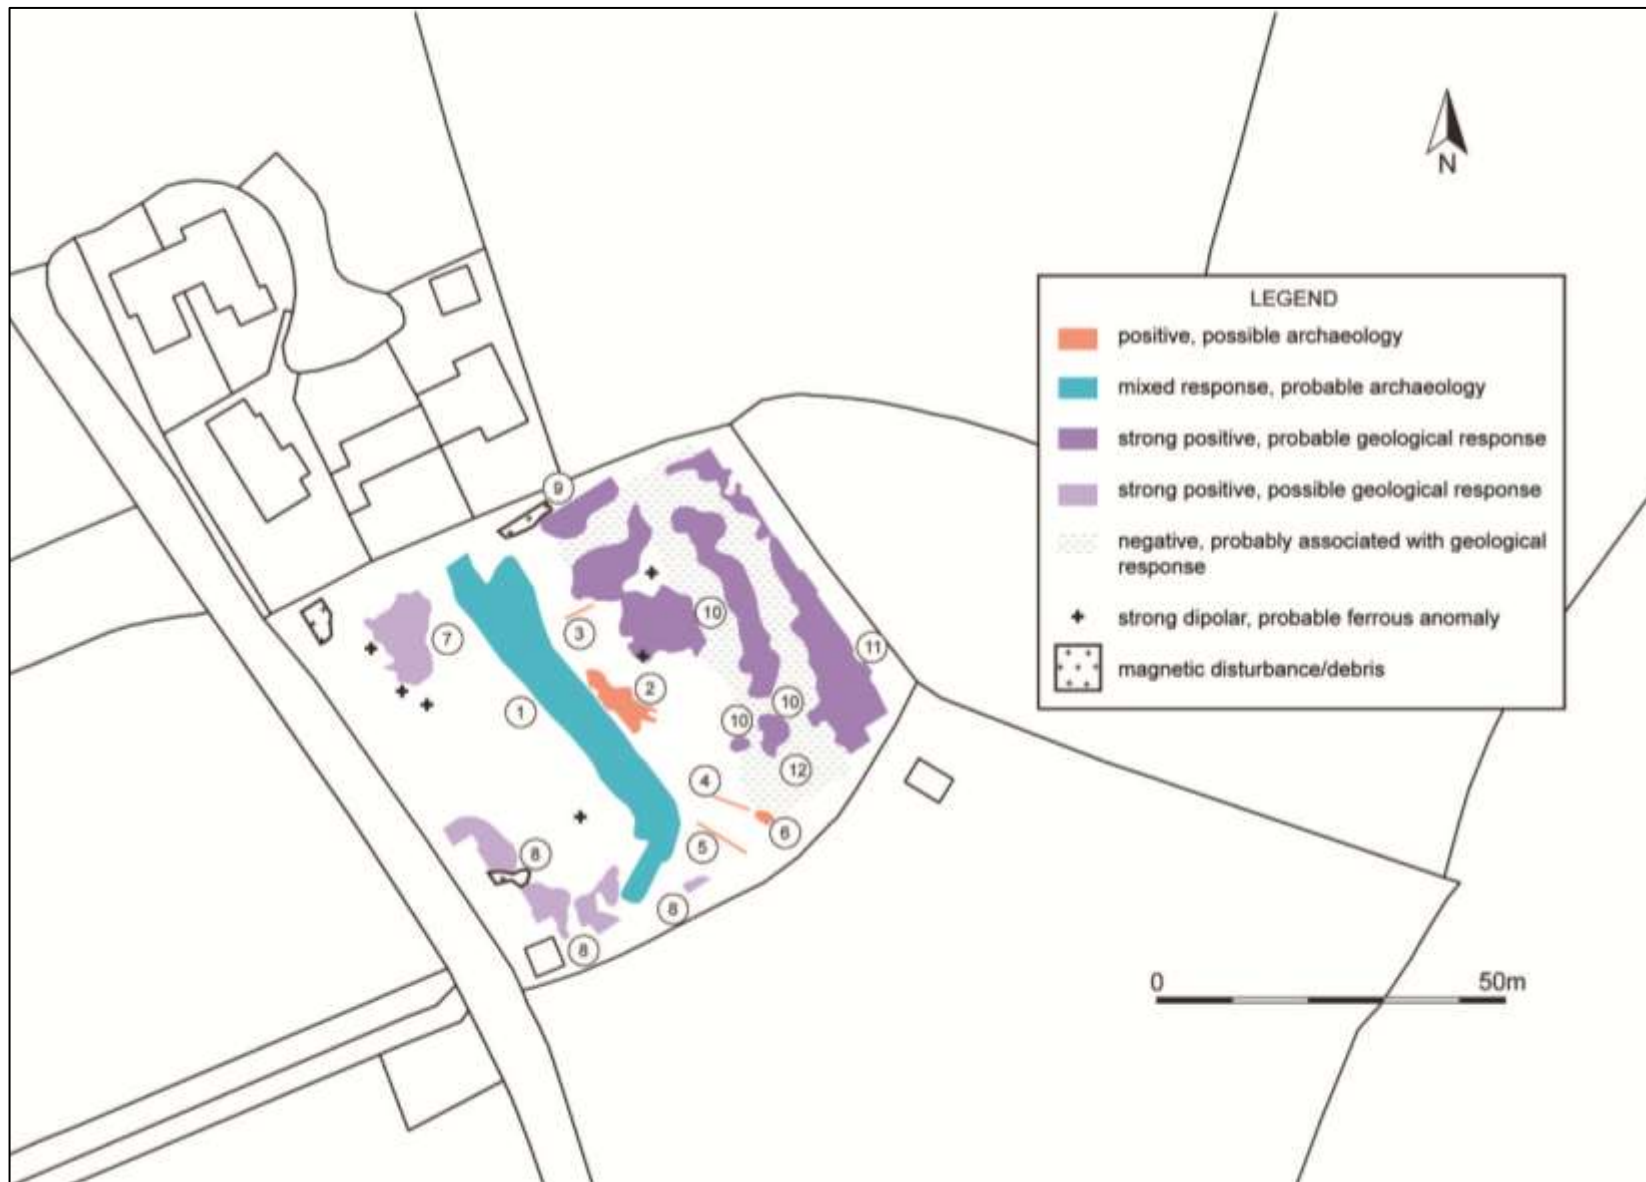 N
LEGEND
positive, possible archaeology
mixed response, probable archaeology
strong positive, probable geological response
strong positive, possible geological response
negative, probably associated with geological
response
strong dipolar, probable ferrous anomaly
magnetic disturbance/debris
9
7
3
10
11
2
1
10
10
12
4
6
5
8
8
8
0 50m